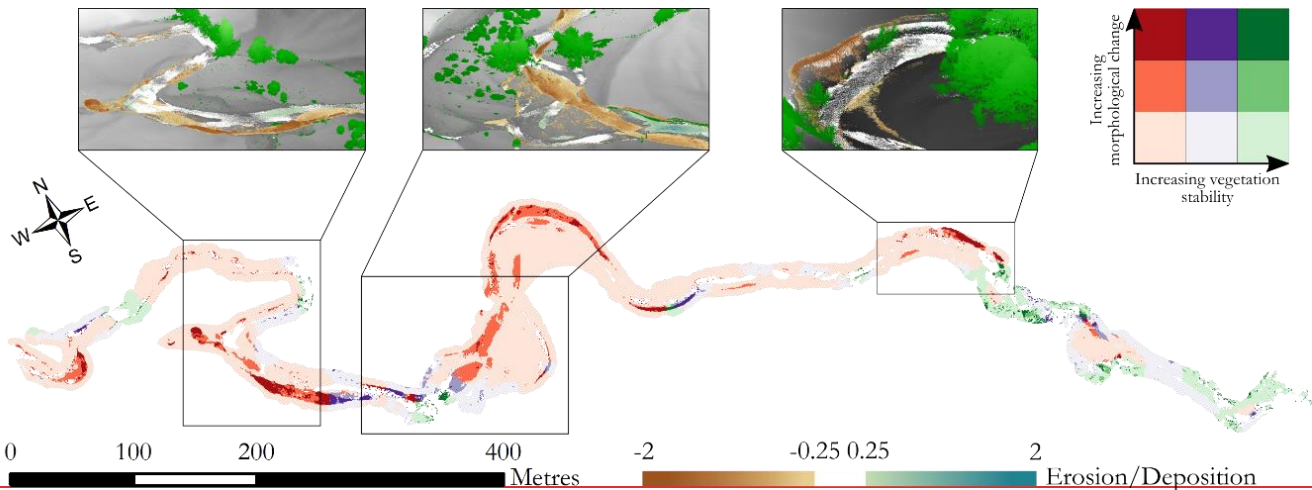 Increasing
morphological change
Increasing vegetation
stability
N
E
W
S
0 100 200 400
Metres
-2 -0.25 0.25 2
Erosion/Deposition